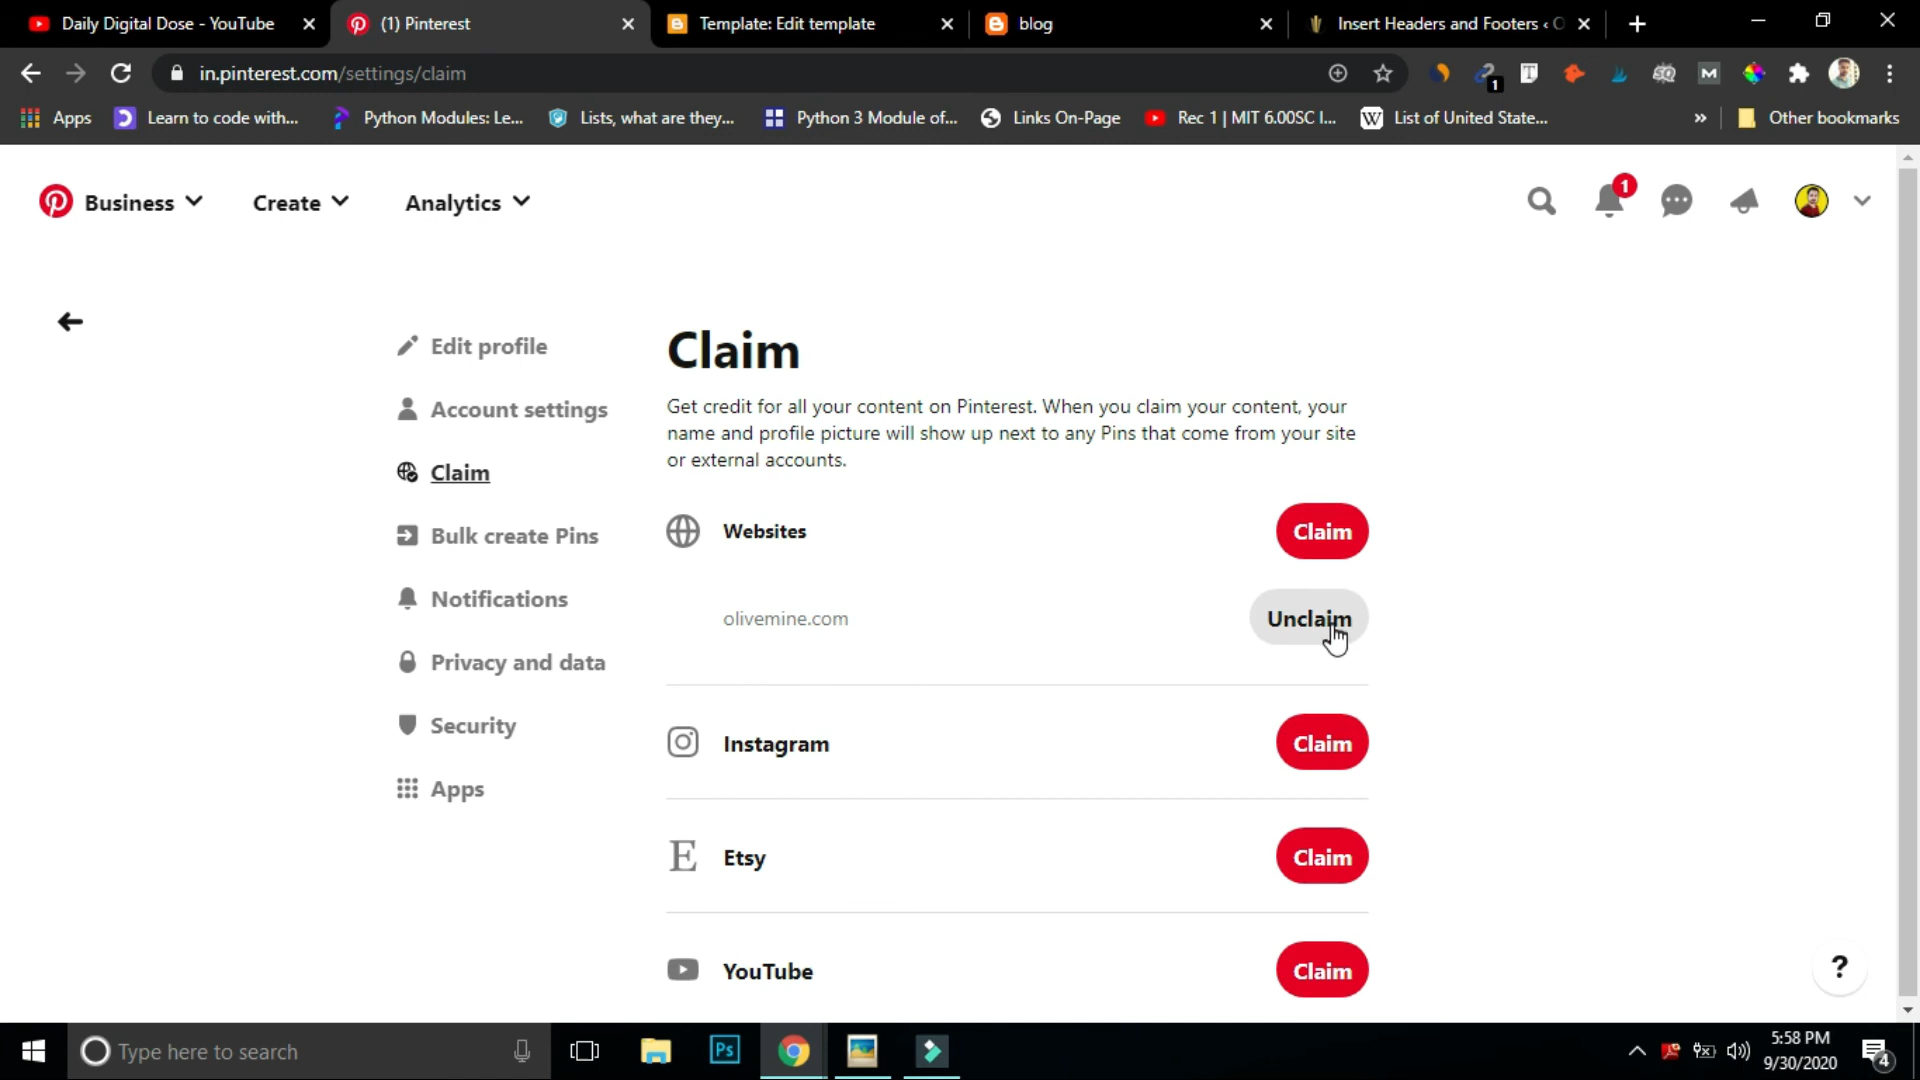 Daily Digital Dose - YouTube
(1) Pinterest
Template: Edit template
blog
Insert Headers and Footers ‹
in.pinterest.com/settings/claim
1
Apps
Learn to code with...
Python Modules: Le...
Lists, what are they...
Python 3 Module of...
Links On-Page
Rec 1 | MIT 6.00SC I...
List of United State...
»
Other bookmarks
Business
Create
Analytics
1
Edit profile
Account settings
Claim
Bulk create Pins
Notifications
Privacy and data
Security
Apps
Claim
Get credit for all your content on Pinterest. When you claim your content, your
name and profile picture will show up next to any Pins that come from your site
or external accounts.
Websites
Claim
olivemine.com
Unclaim
Instagram
Claim
Etsy
Claim
YouTube
Claim
?
Type here to search
Ps
5:58 PM
9/30/2020
4